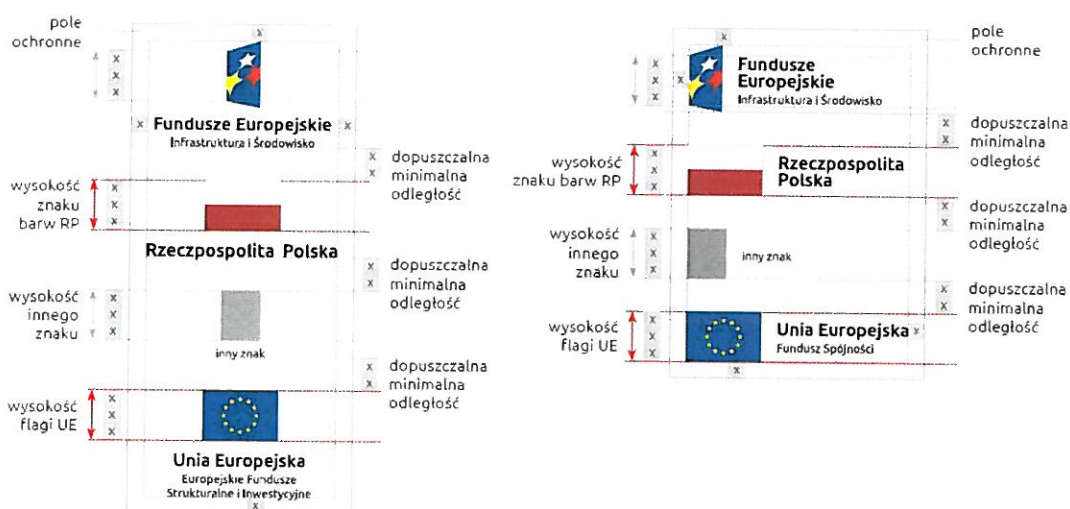 pole
ochronne
x
x
x
x
x
Fundusze Europejskie
x
Infrastruktura i Środowisko
x
x
dopuszczalna
minimalna
odległość
wysokość
znaku
barw RP
x
x
x
Rzeczpospolita Polska
x
x
dopuszczalna
minimalna
odległość
wysokość
innego
znaku
x
x
x
inny znak
x
x
dopuszczalna
minimalna
odległość
wysokość
flagi UE
x
x
x
Unia Europejska
Europejskie Fundusze
Strukturalne i Inwestycyjne
x
pole
ochronne
x
x
x
x
x
Fundusze
Europejskie
Infrastruktura i Środowisko
x
x
dopuszczalna
minimalna
odległość
wysokość
znaku barw RP
x
x
x
Rzeczpospolita
Polska
x
x
dopuszczalna
minimalna
odległość
wysokość
innego
znaku
x
x
x
inny znak
x
x
dopuszczalna
minimalna
odległość
wysokość
flagi UE
x
x
x
Unia Europejska
x
Fundusz Spójności
x